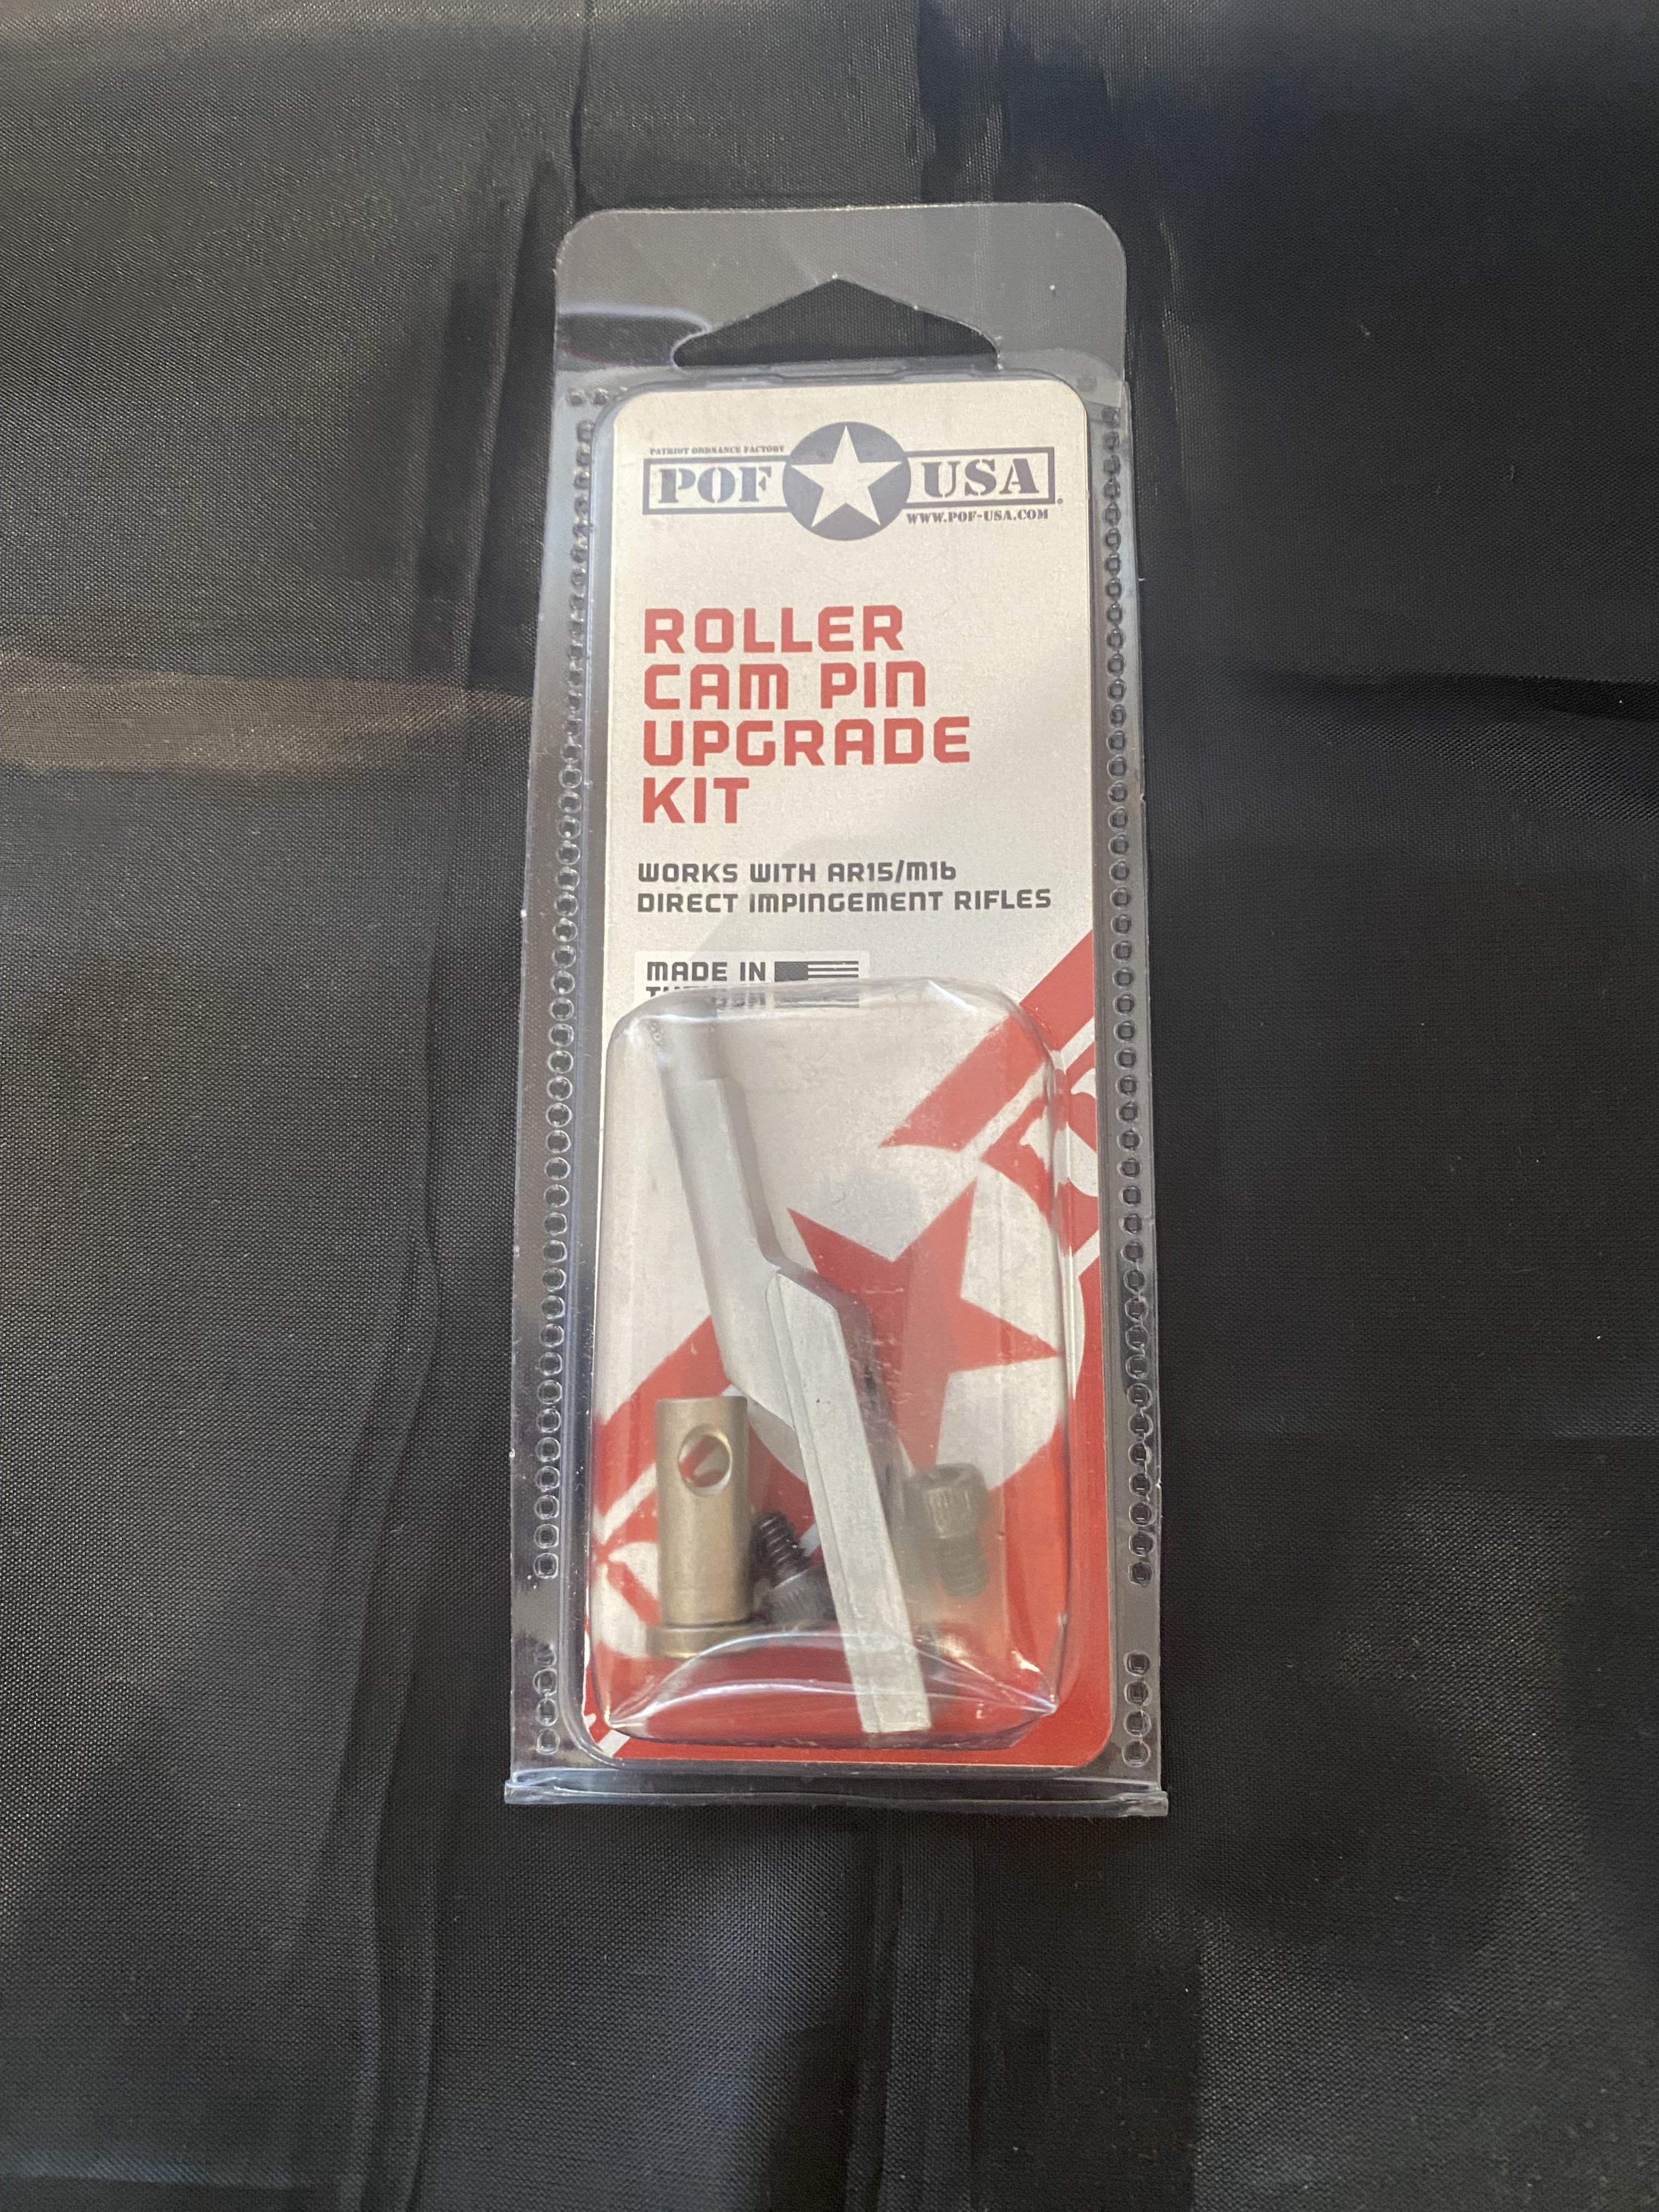 PATRIOT ORDNANCE FACTORY
POF USA
WWW.POF-USA.COM
ROLLER
CAM PIN
UPGRADE
KIT
WORKS WITH AR15/M16
DIRECT IMPINGEMENT RIFLES
MADE IN